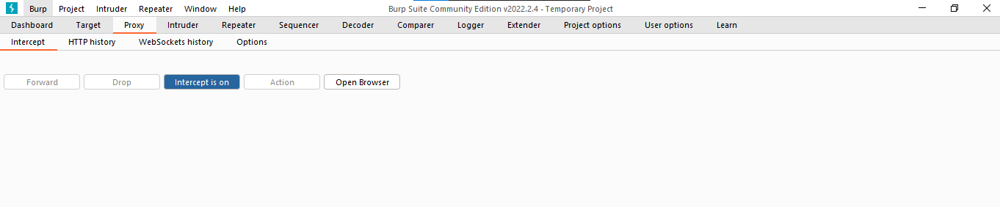 Burp Project Intruder Repeater Window Help Burp Suite Community Edition v2022.2.4 - Temporary Project
Dashboard Target Proxy Intruder Repeater Sequencer Decoder Comparer Logger Extender Project options User options Learn
Intercept HTTP history WebSockets history Options
Forward Drop Intercept is on Action Open Browser